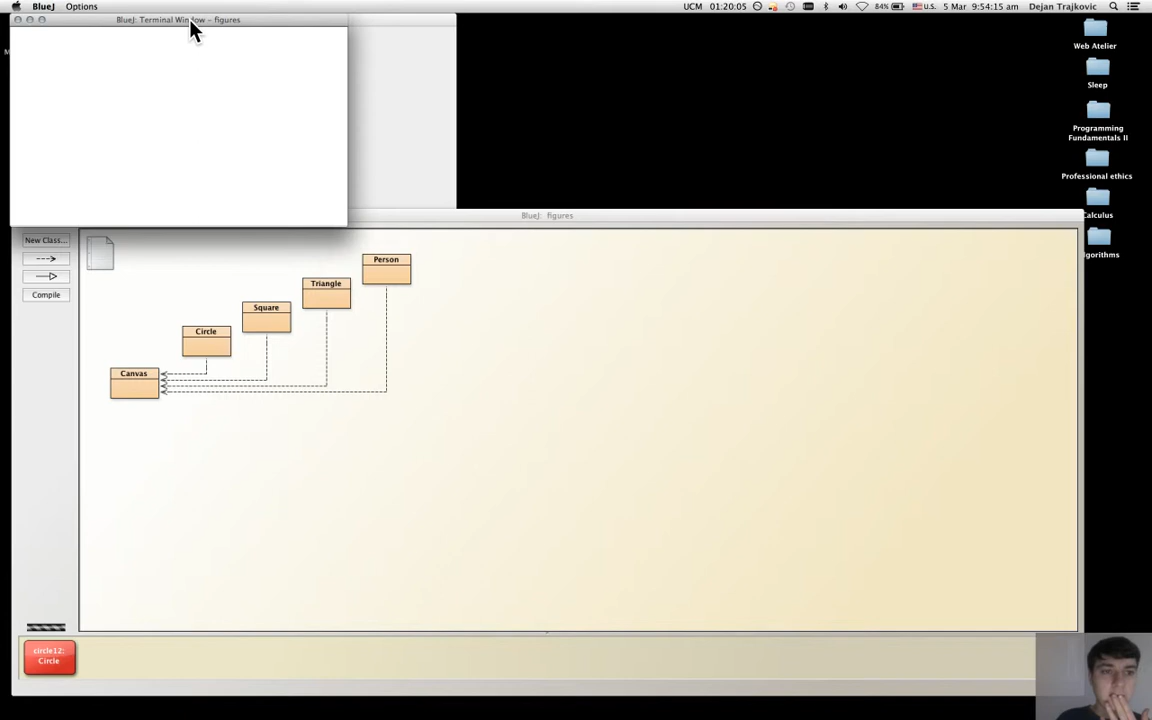 BlueJ Options UCM 01:20:05 84% U.S. 5 Mar 9:54:15 am Dejan Trajkovic
BlueJ: Terminal Window - figures
Web Atelier
Sleep
Programming
Fundamentals II
Professional ethics
Calculus
lgorithms
BlueJ: figures
New Class...
Compile
Person
Triangle
Square
Circle
Canvas
circle12:
Circle